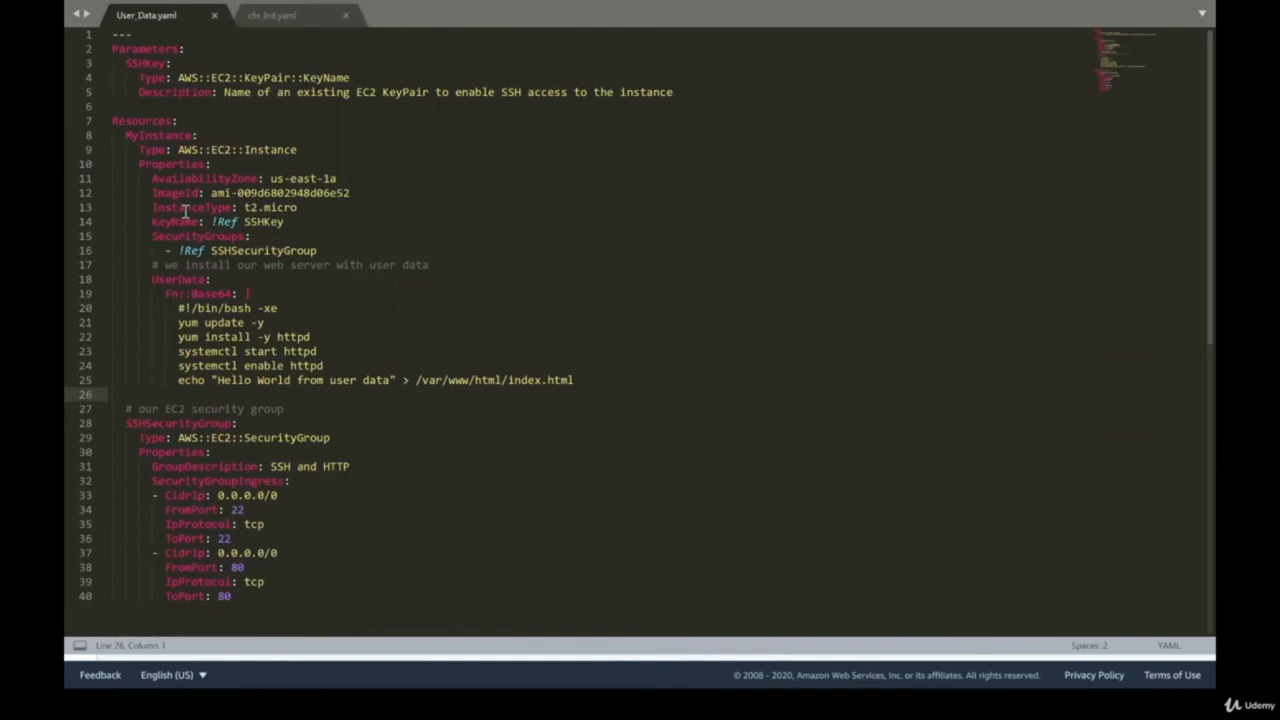 User_Data.yaml
cfn_Init.yaml
1 ---
2 Parameters:
3 SSHKey:
4 Type: AWS::EC2::KeyPair::KeyName
5 Description: Name of an existing EC2 KeyPair to enable SSH access to the instance
6
7 Resources:
8 MyInstance:
9 Type: AWS::EC2::Instance
10 Properties:
11 AvailabilityZone: us-east-1a
12 ImageId: ami-009d6802948d06e52
13 InstanceType: t2.micro
14 KeyName: !Ref SSHKey
15 SecurityGroups:
16 - !Ref SSHSecurityGroup
17 # we install our web server with user data
18 UserData:
19 Fn::Base64: |
20 #!/bin/bash -xe
21 yum update -y
22 yum install -y httpd
23 systemctl start httpd
24 systemctl enable httpd
25 echo "Hello World from user data" > /var/www/html/index.html
26
27 # our EC2 security group
28 SSHSecurityGroup:
29 Type: AWS::EC2::SecurityGroup
30 Properties:
31 GroupDescription: SSH and HTTP
32 SecurityGroupIngress:
33 - CidrIp: 0.0.0.0/0
34 FromPort: 22
35 IpProtocol: tcp
36 ToPort: 22
37 - CidrIp: 0.0.0.0/0
38 FromPort: 80
39 IpProtocol: tcp
40 ToPort: 80
Line 26, Column 1
Spaces: 2
YAML
Feedback
English (US)
© 2008 - 2020, Amazon Web Services, Inc. or its affiliates. All rights reserved.
Privacy Policy
Terms of Use
Udemy